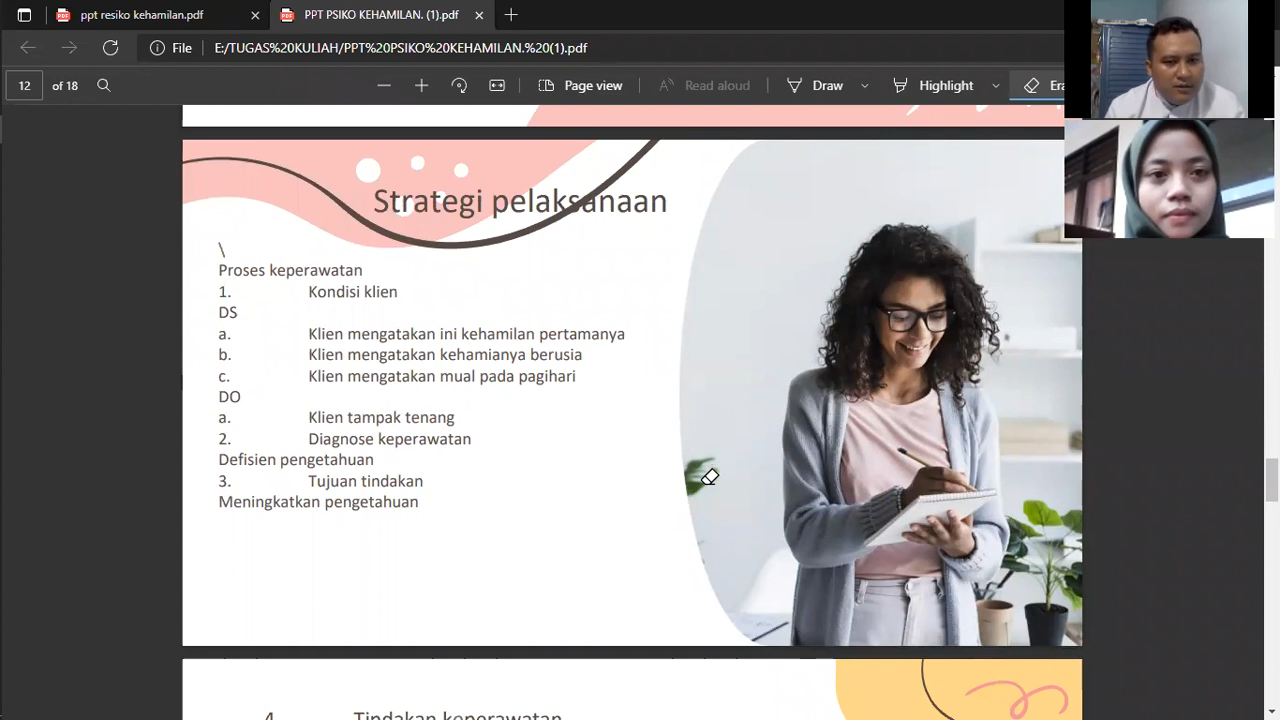 ppt resiko kehamilan.pdf
PPT PSIKO KEHAMILAN. (1).pdf
File
E:/TUGAS%20KULIAH/PPT%20PSIKO%20KEHAMILAN.%20(1).pdf
12 of 18
Page view
Read aloud
Draw
Highlight
Era
Strategi pelaksanaan
\
Proses keperawatan
1. Kondisi klien
DS
a. Klien mengatakan ini kehamilan pertamanya
b. Klien mengatakan kehamianya berusia
c. Klien mengatakan mual pada pagihari
DO
a. Klien tampak tenang
2. Diagnose keperawatan
Defisien pengetahuan
3. Tujuan tindakan
Meningkatkan pengetahuan
4. Tindakan keperawatan